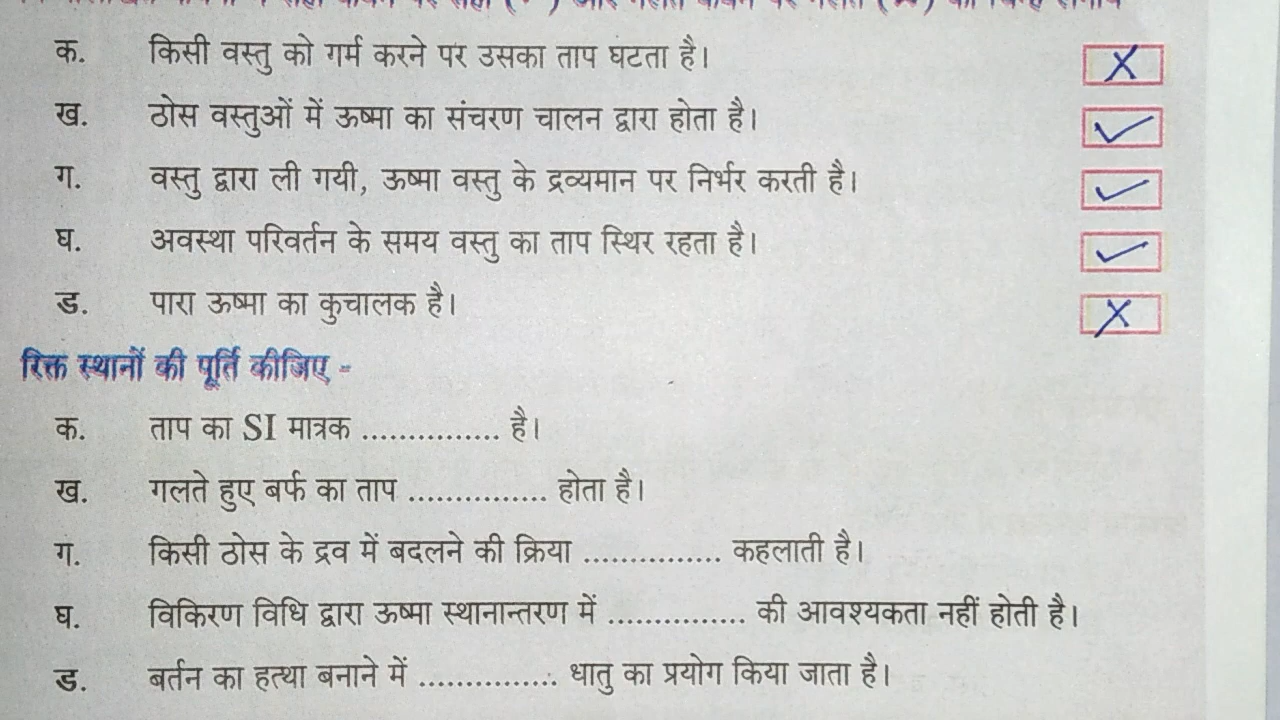 क. किसी वस्तु को गर्म करने पर उसका ताप घटता है। ✗
ख. ठोस वस्तुओं में ऊष्मा का संचरण चालन द्वारा होता है। ✓
ग. वस्तु द्वारा ली गयी, ऊष्मा वस्तु के द्रव्यमान पर निर्भर करती है। ✓
घ. अवस्था परिवर्तन के समय वस्तु का ताप स्थिर रहता है। ✓
ड. पारा ऊष्मा का कुचालक है। ✗
रिक्त स्थानों की पूर्ति कीजिए -
क. ताप का SI मात्रक ............... है।
ख. गलते हुए बर्फ का ताप ............... होता है।
ग. किसी ठोस के द्रव में बदलने की क्रिया ............... कहलाती है।
घ. विकिरण विधि द्वारा ऊष्मा स्थानान्तरण में ............... की आवश्यकता नहीं होती है।
ड. बर्तन का हत्था बनाने में ............... धातु का प्रयोग किया जाता है।